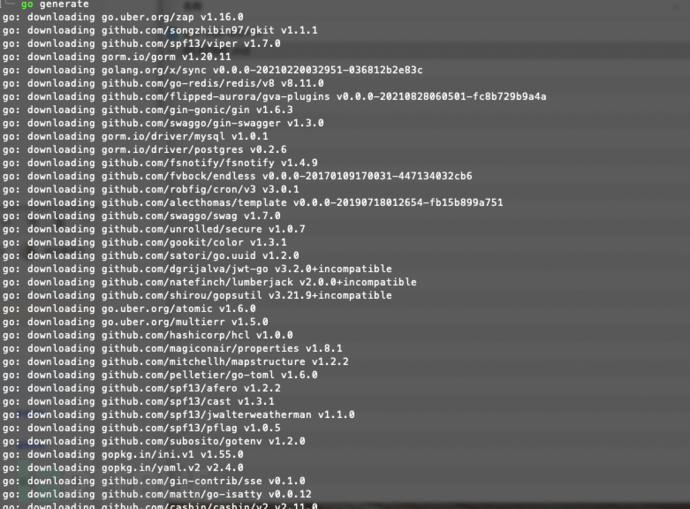 go generate
go: downloading go.uber.org/zap v1.16.0
go: downloading github.com/songzhibin97/gkit v1.1.1
go: downloading github.com/spf13/viper v1.7.0
go: downloading gorm.io/gorm v1.20.11
go: downloading golang.org/x/sync v0.0.0-20210220032951-036812b2e83c
go: downloading github.com/go-redis/redis/v8 v8.11.0
go: downloading github.com/flipped-aurora/gva-plugins v0.0.0-20210828060501-fc8b729b9a4a
go: downloading github.com/gin-gonic/gin v1.6.3
go: downloading github.com/swaggo/gin-swagger v1.3.0
go: downloading gorm.io/driver/mysql v1.0.1
go: downloading gorm.io/driver/postgres v0.2.6
go: downloading github.com/fsnotify/fsnotify v1.4.9
go: downloading github.com/fvbock/endless v0.0.0-20170109170031-447134032cb6
go: downloading github.com/robfig/cron/v3 v3.0.1
go: downloading github.com/alecthomas/template v0.0.0-20190718012654-fb15b899a751
go: downloading github.com/swaggo/swag v1.7.0
go: downloading github.com/unrolled/secure v1.0.7
go: downloading github.com/gookit/color v1.3.1
go: downloading github.com/satori/go.uuid v1.2.0
go: downloading github.com/dgrijalva/jwt-go v3.2.0+incompatible
go: downloading github.com/natefinch/lumberjack v2.0.0+incompatible
go: downloading github.com/shirou/gopsutil v3.21.9+incompatible
go: downloading go.uber.org/atomic v1.6.0
go: downloading go.uber.org/multierr v1.5.0
go: downloading github.com/hashicorp/hcl v1.0.0
go: downloading github.com/magiconair/properties v1.8.1
go: downloading github.com/mitchellh/mapstructure v1.2.2
go: downloading github.com/pelletier/go-toml v1.6.0
go: downloading github.com/spf13/afero v1.2.2
go: downloading github.com/spf13/cast v1.3.1
go: downloading github.com/spf13/jwalterweatherman v1.1.0
go: downloading github.com/spf13/pflag v1.0.5
go: downloading github.com/subosito/gotenv v1.2.0
go: downloading gopkg.in/ini.v1 v1.55.0
go: downloading gopkg.in/yaml.v2 v2.4.0
go: downloading github.com/gin-contrib/sse v0.1.0
go: downloading github.com/mattn/go-isatty v0.0.12
go: downloading github.com/casbin/casbin/v2 v2.11.0